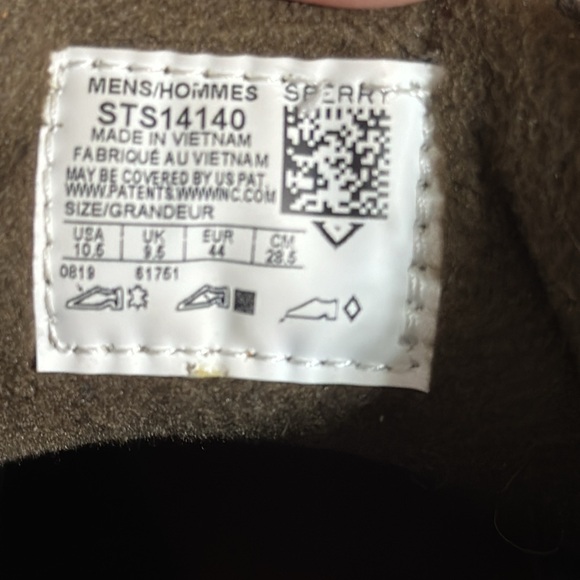 MENS/HOMMES SPERRY
STS14140
MADE IN VIETNAM
FABRIQUÉ AU VIETNAM
MAY BE COVERED BY US PAT.
WWW.PATENTS.WWWINC.COM
SIZE/GRANDEUR
USA UK EUR CM
10.5 9.5 44 28.5
0819 61751